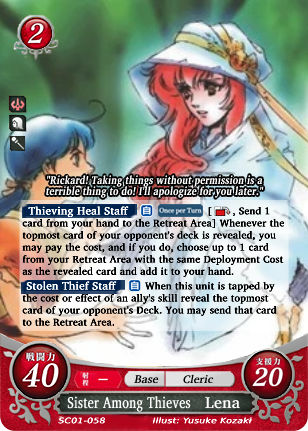 2
"Rickard! Taking things without permission is a
terrible thing to do! I'll apologize for you later."
Thieving Heal Staff 自 Once per Turn [ , Send 1
card from your hand to the Retreat Area] Whenever the
topmost card of your opponent's deck is revealed, you
may pay the cost, and if you do, choose up to 1 card
from your Retreat Area with the same Deployment Cost
as the revealed card and add it to your hand.
Stolen Thief Staff 自 When this unit is tapped by
the cost or effect of an ally's skill reveal the topmost
card of your opponent's Deck. You may send that card
to the Retreat Area.
戦闘力
40
射程
一
Base
Cleric
支援力
20
Sister Among Thieves Lena
SC01-058
Illust: Yusuke Kozaki